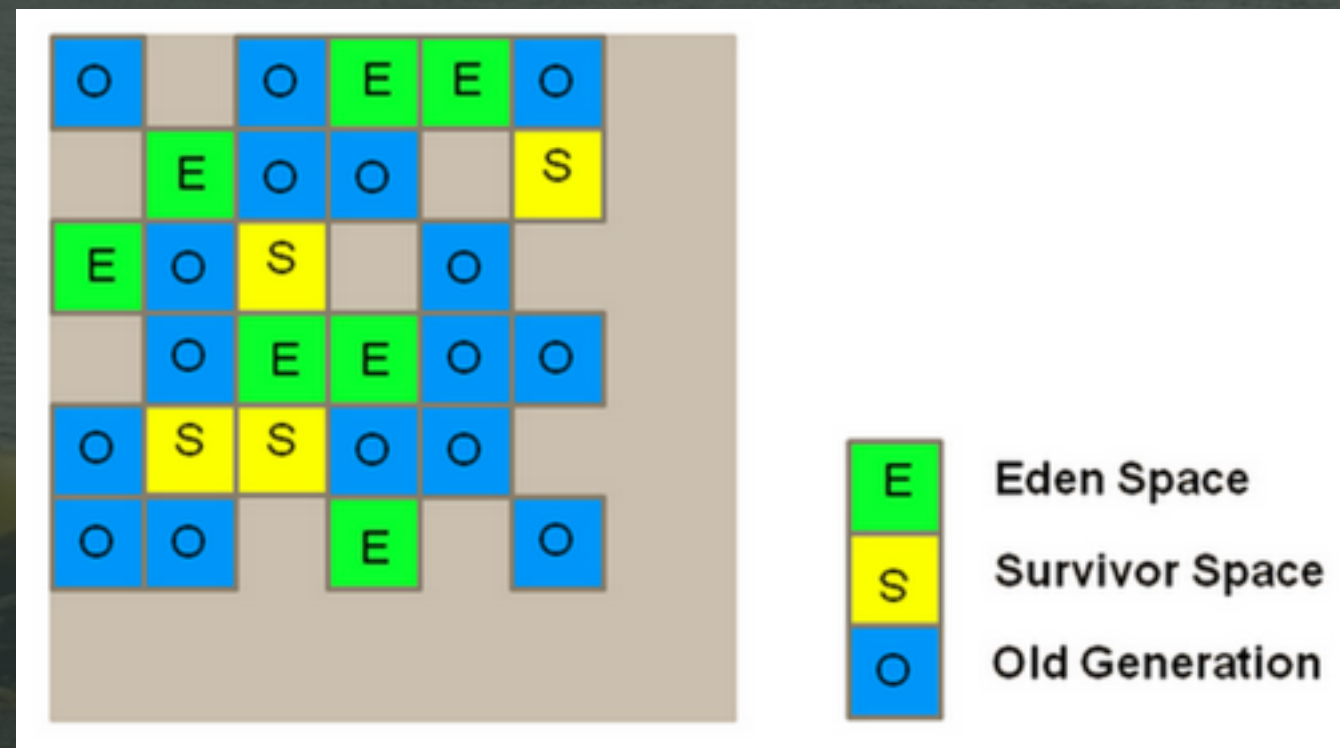 O O E E O
E O O S
E O S O
O E E O O
O S S O O
O O E O
E Eden Space
S Survivor Space
O Old Generation